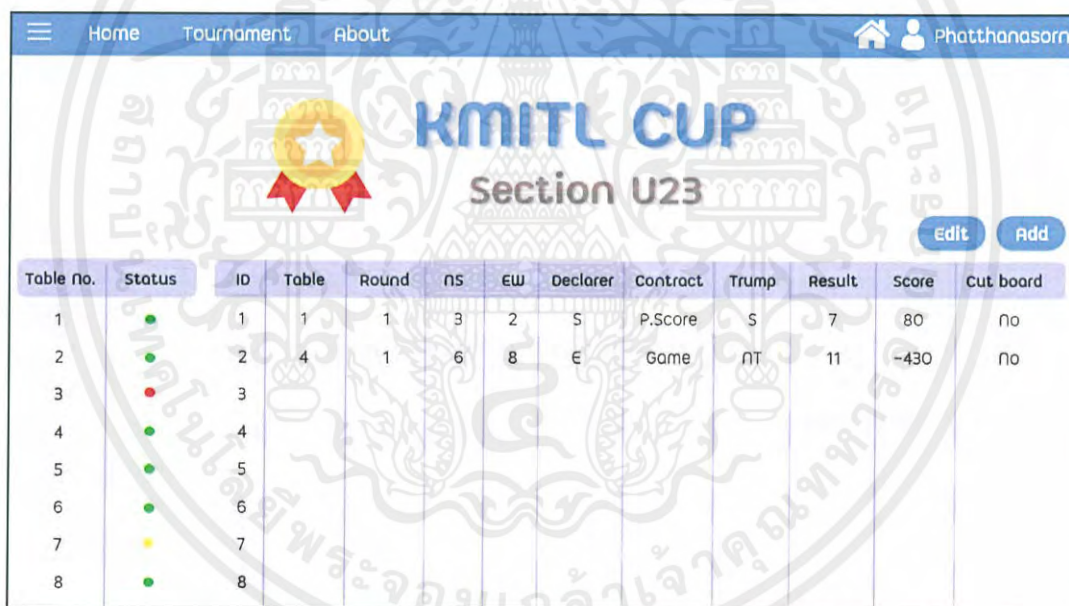 Home Tournament About Phatthanasorn
KMITL CUP
Section U23
Edit Add
Table No. Status ID Table Round NS EW Declarer Contract Trump Result Score Cut board
1 1 1 1 3 2 S P.Score S 7 80 No
2 2 4 1 6 8 E Game NT 11 -430 No
3 3
4 4
5 5
6 6
7 7
8 8